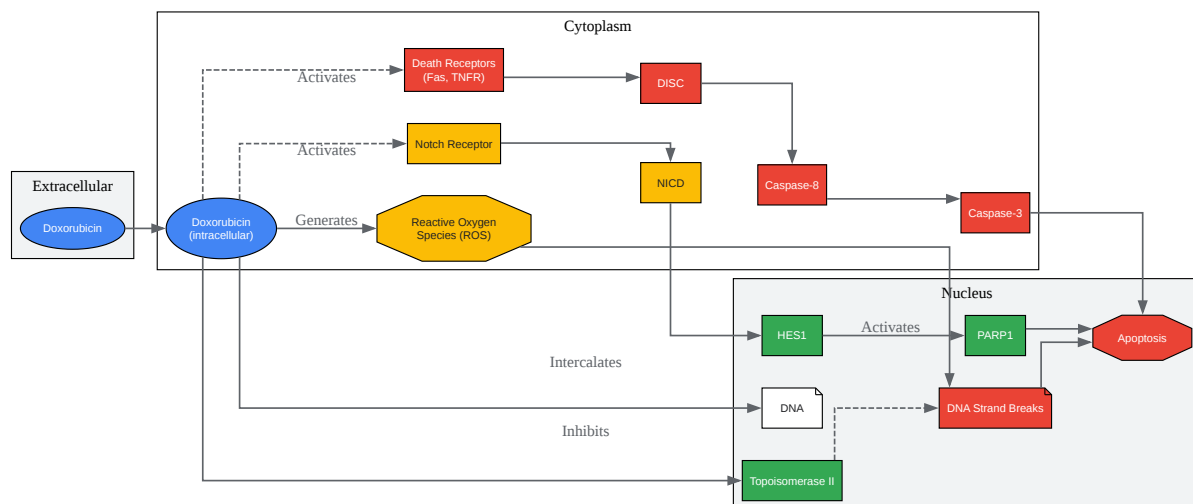 Cytoplasm
Death Receptors
(Fas, TNFR)
Activates
DISC
Notch Receptor
Activates
NICD
Caspase-8
Caspase-3
Extracellular
Doxorubicin
Doxorubicin
(intracellular)
Generates
Reactive Oxygen
Species (ROS)
Nucleus
HES1
Activates
PARP1
Apoptosis
Intercalates
DNA
DNA Strand Breaks
Inhibits
Topoisomerase II